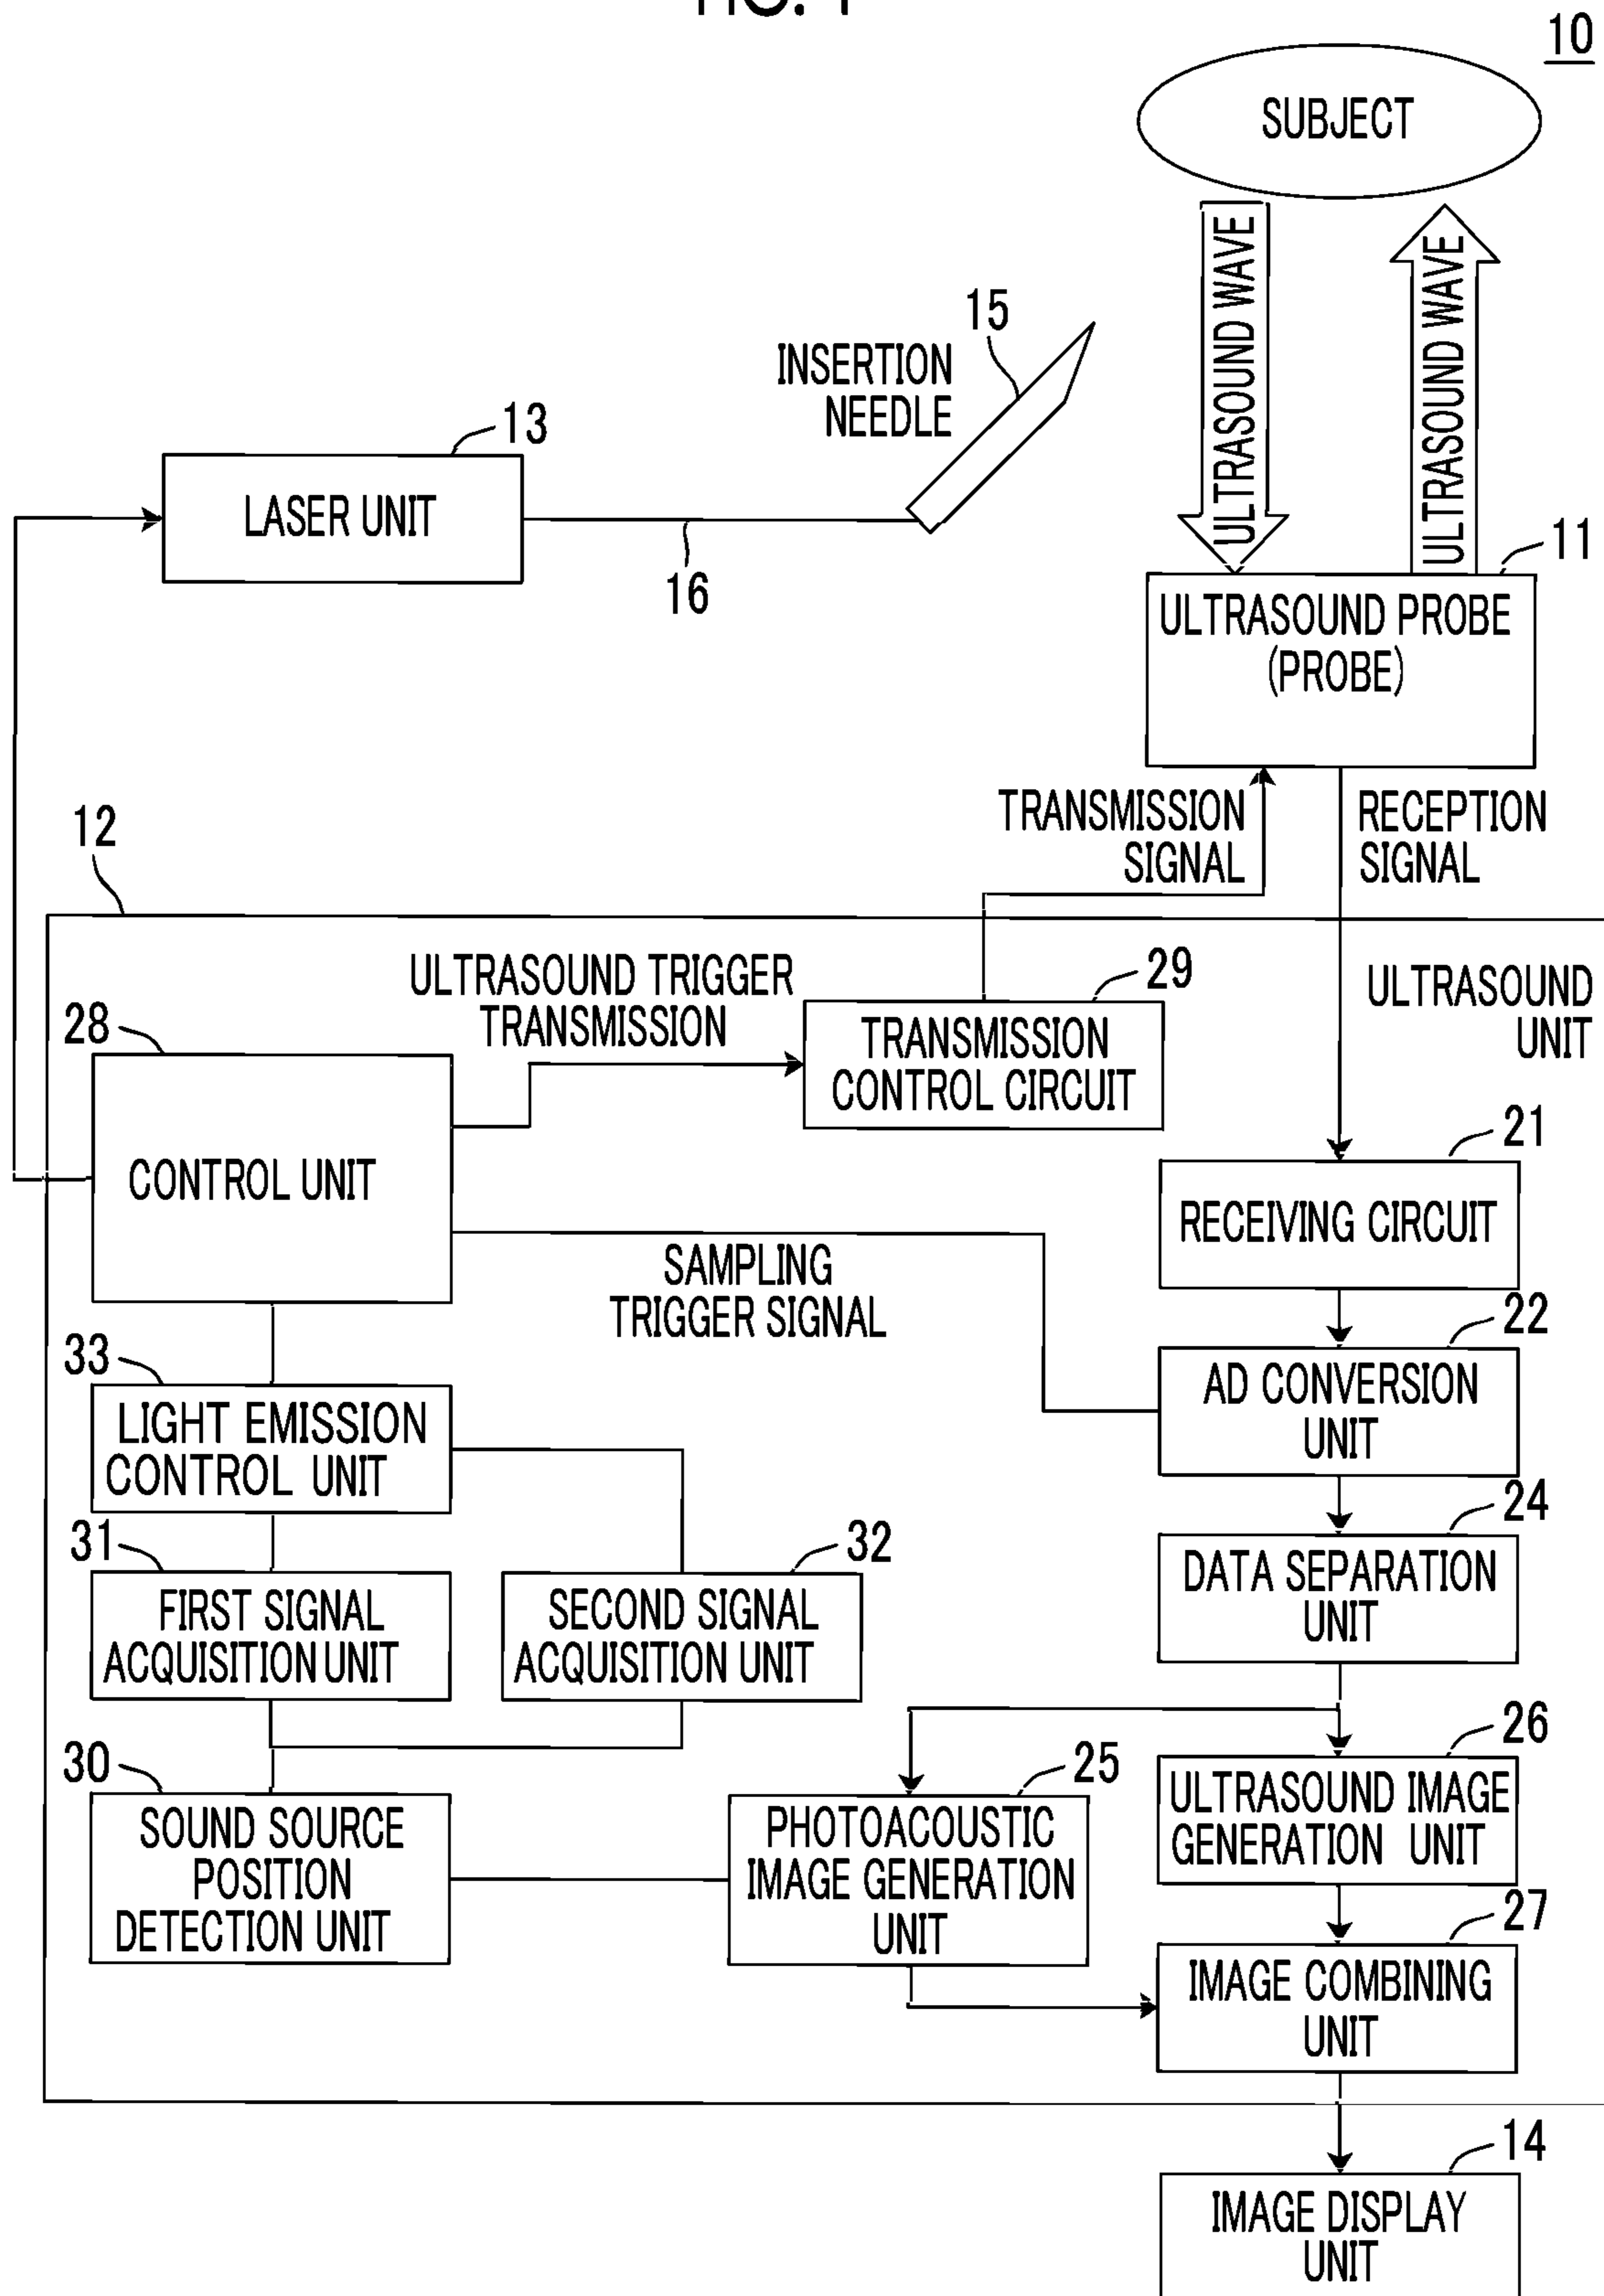 FIG. 1
10
SUBJECT
ULTRASOUND WAVE
ULTRASOUND WAVE
15
INSERTION
NEEDLE
13
LASER UNIT
16
11
ULTRASOUND PROBE
(PROBE)
TRANSMISSION
SIGNAL
RECEPTION
SIGNAL
12
ULTRASOUND TRIGGER
TRANSMISSION
29
TRANSMISSION
CONTROL CIRCUIT
ULTRASOUND
UNIT
28
CONTROL UNIT
21
RECEIVING CIRCUIT
SAMPLING
TRIGGER SIGNAL
22
AD CONVERSION
UNIT
33
LIGHT EMISSION
CONTROL UNIT
24
DATA SEPARATION
UNIT
31
FIRST SIGNAL
ACQUISITION UNIT
32
SECOND SIGNAL
ACQUISITION UNIT
26
ULTRASOUND IMAGE
GENERATION UNIT
30
SOUND SOURCE
POSITION
DETECTION UNIT
25
PHOTOACOUSTIC
IMAGE GENERATION
UNIT
27
IMAGE COMBINING
UNIT
14
IMAGE DISPLAY
UNIT